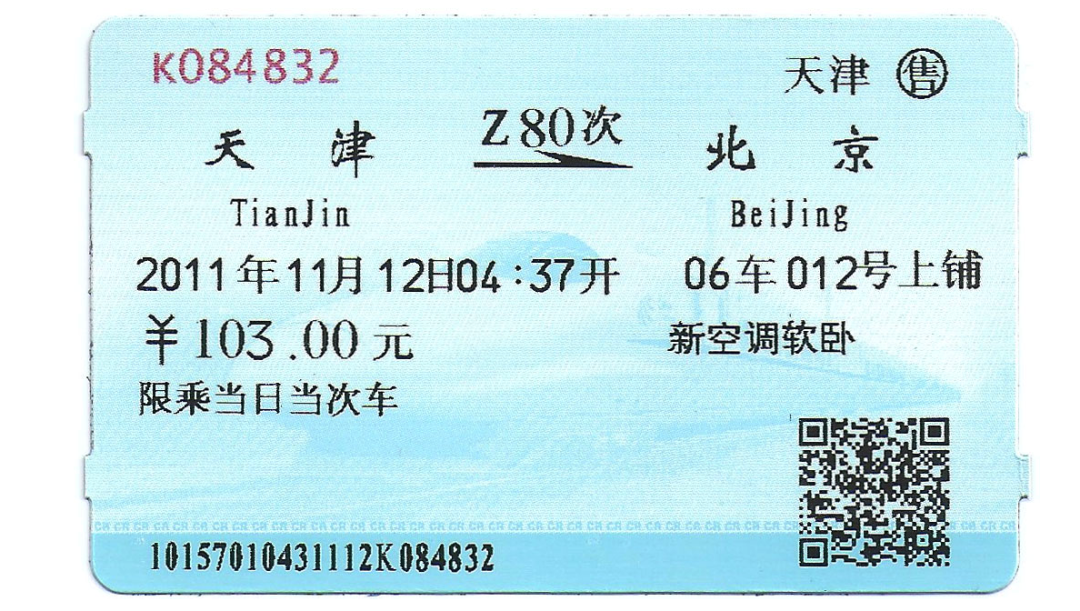 K084832
天津 售
天津 Z80次 北京
TianJin BeiJing
2011年11月12日04:37开 06车012号上铺
￥103.00元 新空调软卧
限乘当日当次车
10157010431112K084832